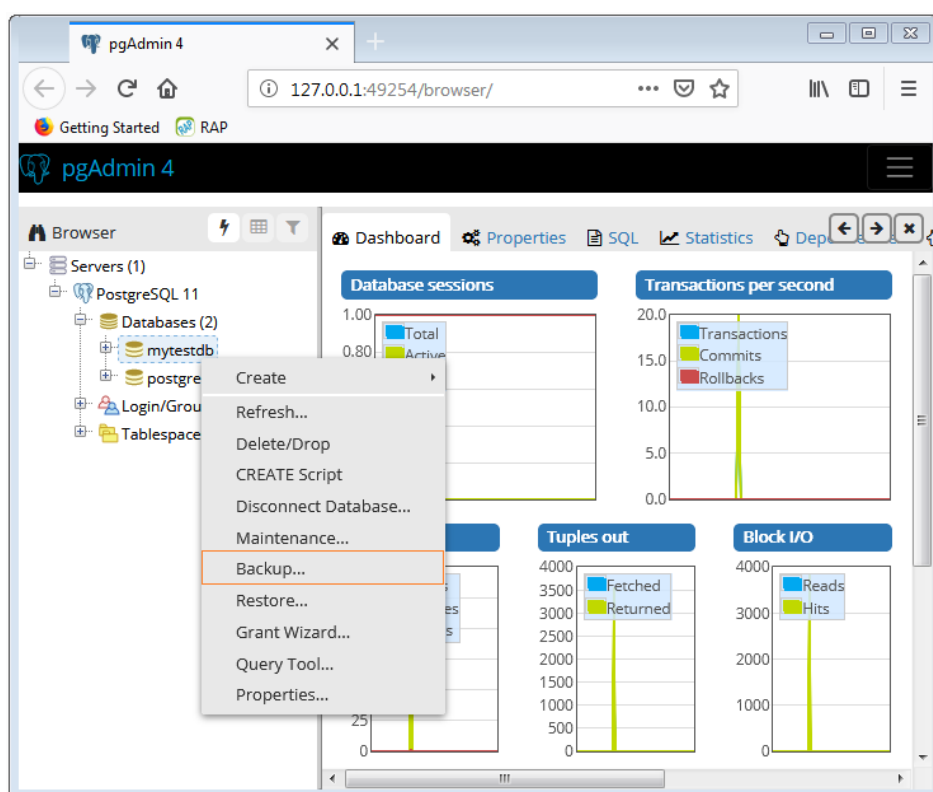 pgAdmin 4
127.0.0.1:49254/browser/
Getting Started RAP
pgAdmin 4
Browser
Dashboard Properties SQL Statistics
Servers (1)
PostgreSQL 11
Databases (2)
mytestdb
Create
Refresh...
Delete/Drop
CREATE Script
Disconnect Database...
Maintenance...
Backup...
Restore...
Grant Wizard...
Query Tool...
Properties...
Database sessions
1.00
0.80
Total
Active
Transactions per second
20.0
15.0
10.0
5.0
0.0
Transactions
Commits
Rollbacks
25
0
Tuples out
4000
3500
3000
2500
2000
1500
1000
500
0
Fetched
Returned
Block I/O
4000
3000
2000
1000
0
Reads
Hits